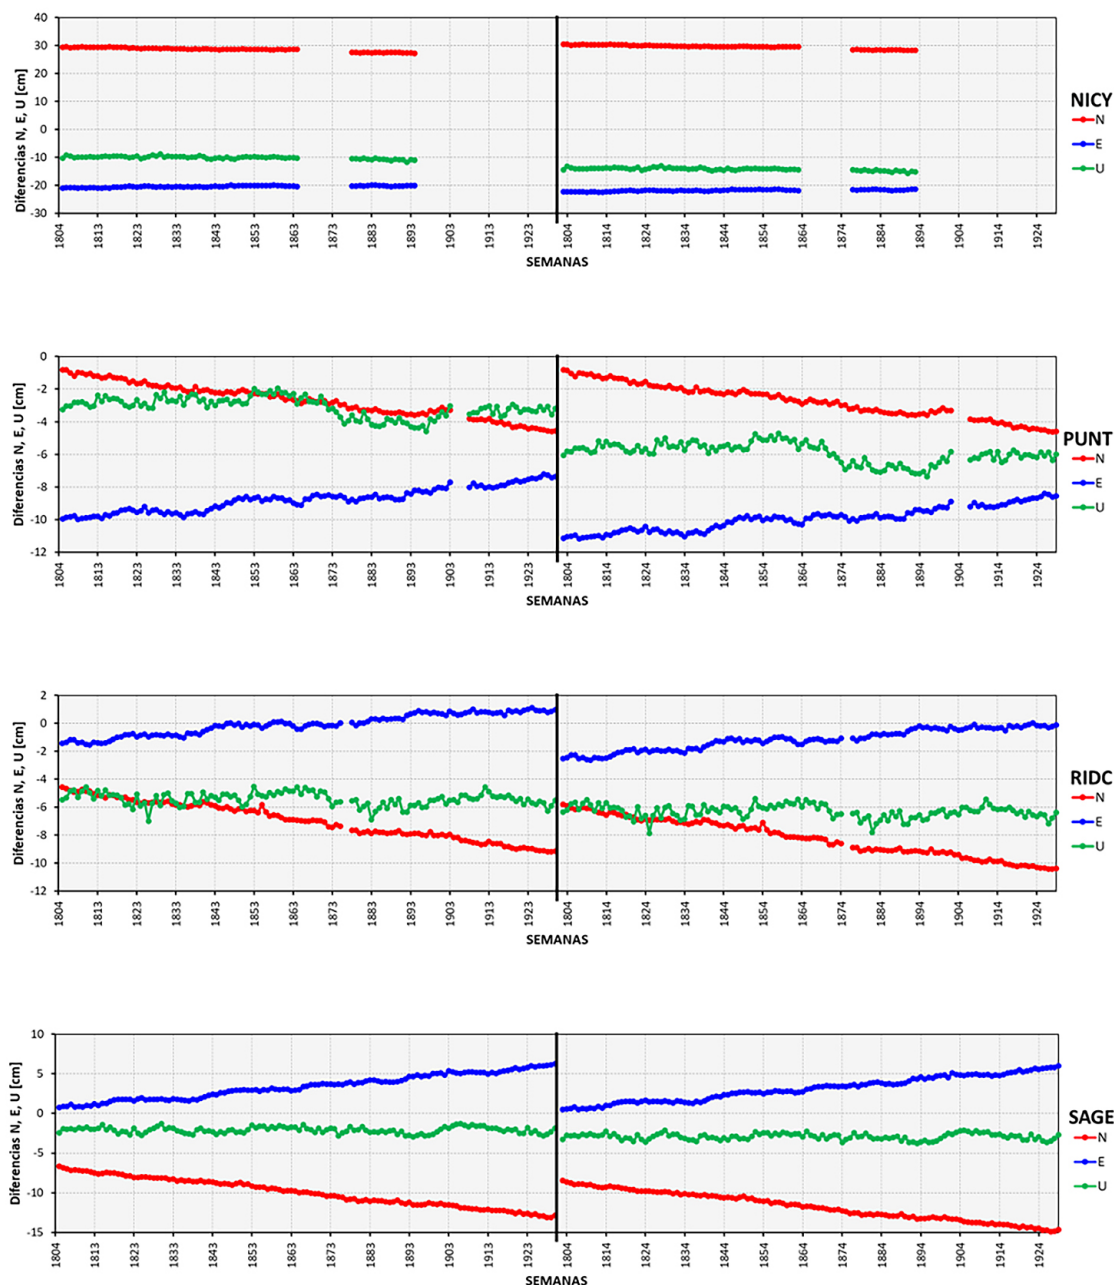 40
30
20
10
0
-10
-20
-30
Diferencias N, E, U [cm]
1804 1813 1823 1833 1843 1853 1863 1873 1883 1893 1903 1913 1923 1804 1814 1824 1834 1844 1854 1864 1874 1884 1894 1904 1914 1924
SEMANAS SEMANAS
NICY
N
E
U
0
-2
-4
-6
-8
-10
-12
Diferencias N, E, U [cm]
1804 1813 1823 1833 1843 1853 1863 1873 1883 1893 1903 1913 1923 1804 1814 1824 1834 1844 1854 1864 1874 1884 1894 1904 1914 1924
SEMANAS SEMANAS
PUNT
N
E
U
2
0
-2
-4
-6
-8
-10
-12
Diferencias N, E, U [cm]
1804 1813 1823 1833 1843 1853 1863 1873 1883 1893 1903 1913 1923 1804 1814 1824 1834 1844 1854 1864 1874 1884 1894 1904 1914 1924
SEMANAS SEMANAS
RIDC
N
E
U
10
5
0
-5
-10
-15
Diferencias N, E, U [cm]
1804 1813 1823 1833 1843 1853 1863 1873 1883 1893 1903 1913 1923 1804 1814 1824 1834 1844 1854 1864 1874 1884 1894 1904 1914 1924
SEMANAS SEMANAS
SAGE
N
E
U